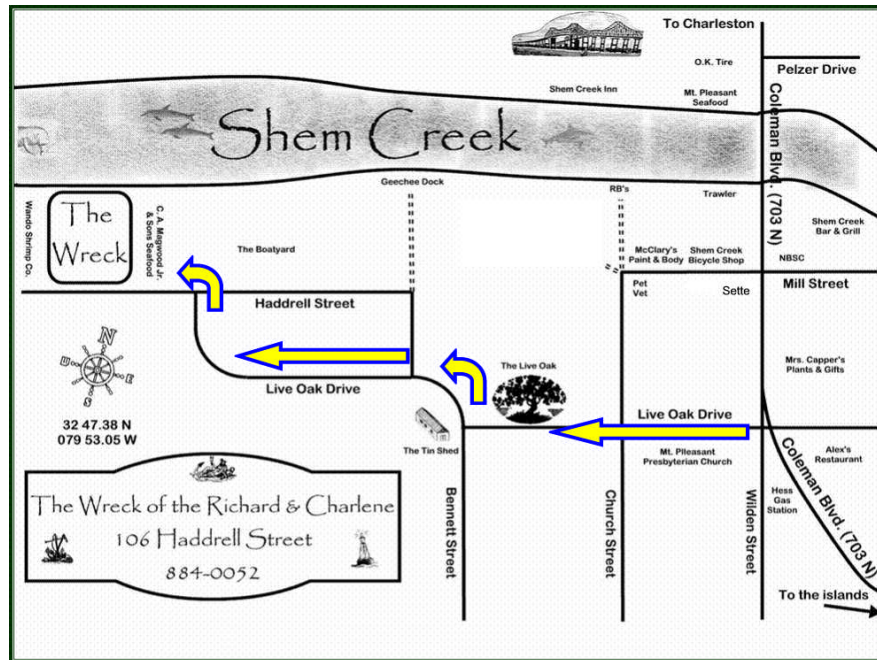 To Charleston
O.K. Tire
Pelzer Drive
Shem Creek Inn
Mt. Pleasant
Seafood
Coleman Blvd. (703 N)
Shem Creek
Geechee Dock
RB's
Trawler
Wando Shrimp Co.
The
Wreck
C. A. Magwood Jr.
& Sons Seafood
The Boatyard
McClary's
Paint & Body
Shem Creek
Bicycle Shop
Shem Creek
Bar & Grill
NBSC
Haddrell Street
Pet
Vet
Sette
Mill Street
N
W
E
S
32 47.38 N
079 53.05 W
Live Oak Drive
The Live Oak
Mrs. Capper's
Plants & Gifts
Live Oak Drive
The Tin Shed
Mt. Plleasant
Presbyterian Church
Alex's
Restaurant
Hess
Gas
Station
Coleman Blvd. (703 N)
Bennett Street
Church Street
Wilden Street
The Wreck of the Richard & Charlene
106 Haddrell Street
884-0052
To the islands